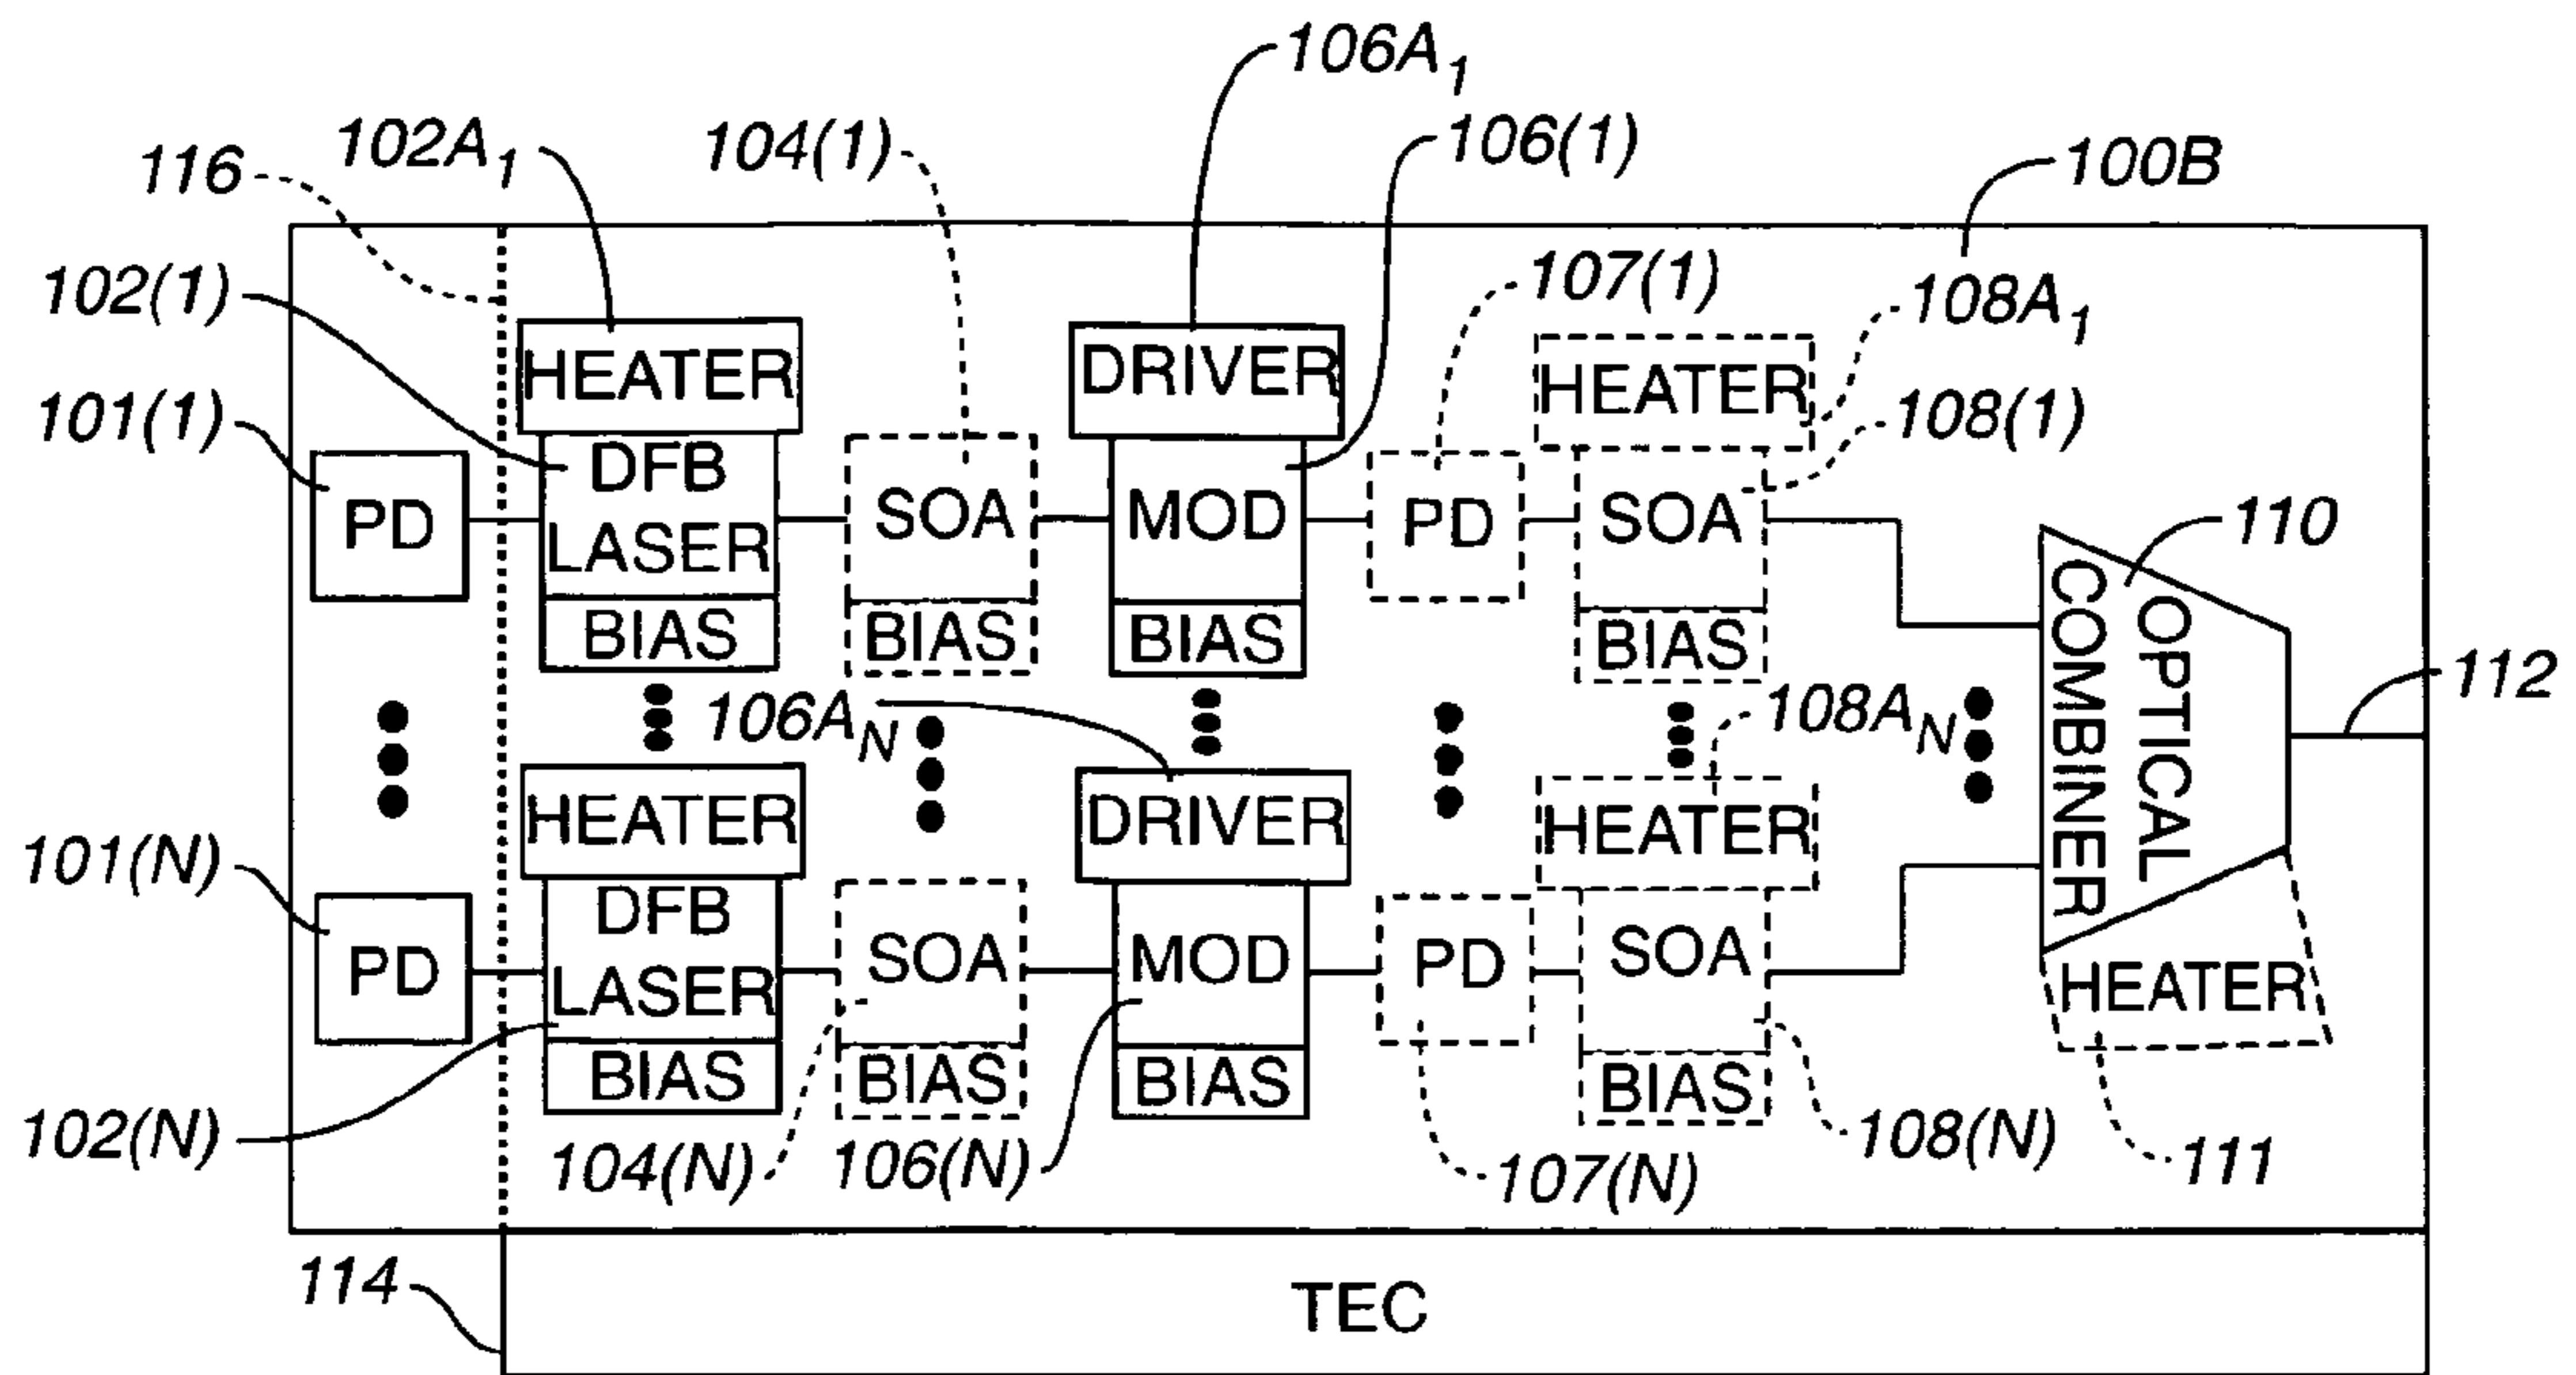 106A1
102A1
104(1)
106(1)
116
100B
102(1)
107(1)
108A1
HEATER
DRIVER
HEATER
101(1)
108(1)
PD
DFB
LASER
BIAS
SOA
BIAS
MOD
BIAS
PD
SOA
BIAS
110
OPTICAL
COMBINER
112
106AN
108AN
HEATER
DRIVER
HEATER
101(N)
PD
DFB
LASER
BIAS
SOA
BIAS
MOD
BIAS
PD
SOA
BIAS
HEATER
102(N)
104(N)
106(N)
107(N)
108(N)
111
114
TEC